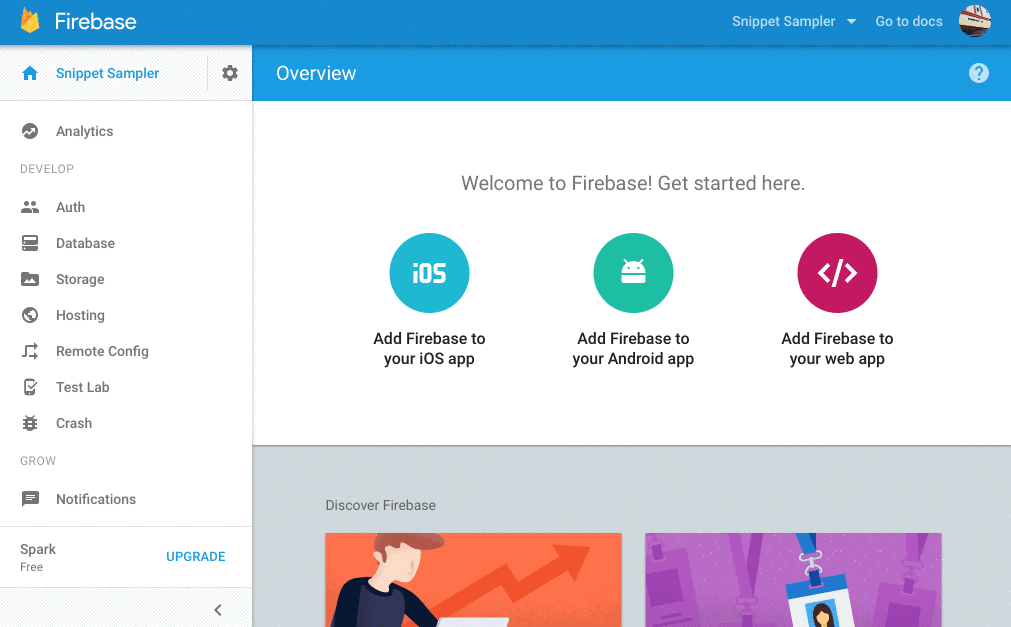 Firebase
Snippet Sampler
Go to docs
Snippet Sampler
Overview
?
Analytics
DEVELOP
Auth
Database
Storage
Hosting
Remote Config
Test Lab
Crash
GROW
Notifications
Spark
Free
UPGRADE
Welcome to Firebase! Get started here.
iOS
Add Firebase to
your iOS app
Add Firebase to
your Android app
</>
Add Firebase to
your web app
Discover Firebase